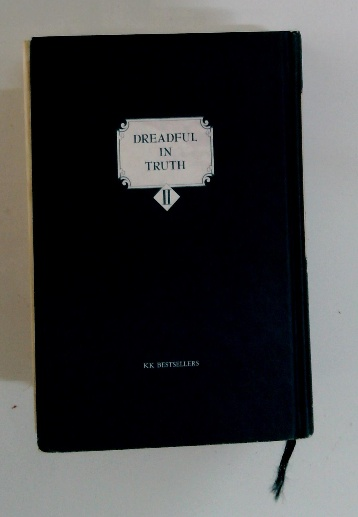 DREADFUL
IN
TRUTH
II
K.K. BESTSELLERS